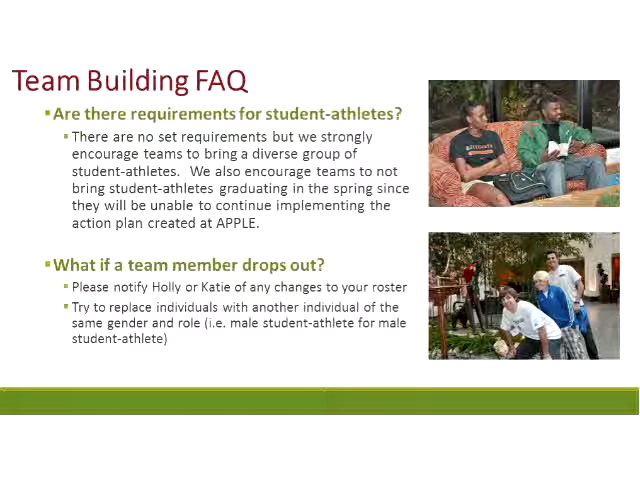 Team Building FAQ
Are there requirements for student-athletes?
There are no set requirements but we strongly
encourage teams to bring a diverse group of
student-athletes. We also encourage teams to not
bring student-athletes graduating in the spring since
they will be unable to continue implementing the
action plan created at APPLE.
What if a team member drops out?
Please notify Holly or Katie of any changes to your roster
Try to replace individuals with another individual of the
same gender and role (i.e. male student-athlete for male
student-athlete)